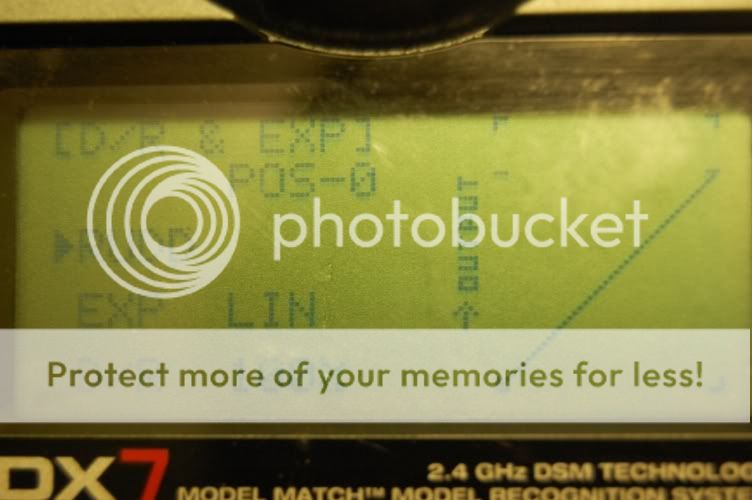 [D/R & EXP]
POS-0
photobucket
OUTPUT
EXP LIN
Protect more of your memories for less!
DX7
2.4 GHz DSM TECHNOLOG
MODEL MATCH™ MODEL RECOGNITION SYSTEM